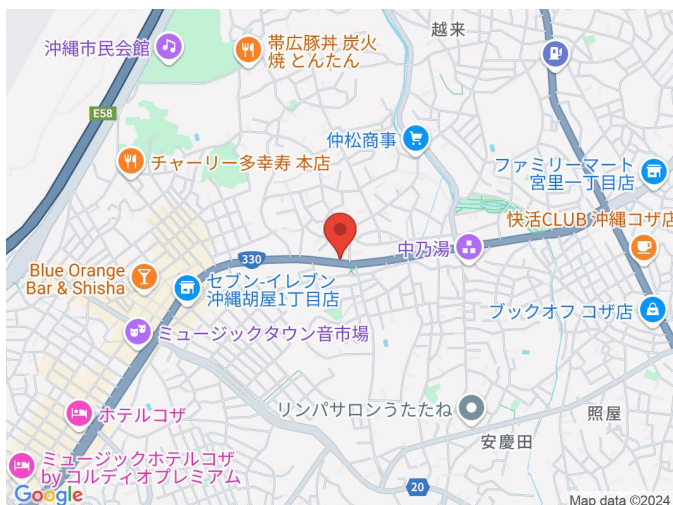 越来
沖縄市民会館
帯広豚丼 炭火
焼 とんたん
E58
仲松商事
チャーリー多幸寿 本店
ファミリーマート
宮里一丁目店
快活CLUB 沖縄コザ店
中乃湯
330
Blue Orange
Bar & Shisha
セブン-イレブン
沖縄胡屋1丁目店
ブックオフ コザ店
ミュージックタウン音市場
リンパサロンうたたね
ホテルコザ
照屋
安慶田
ミュージックホテルコザ
by コルディオプレミアム
20
Google
Map data ©2024